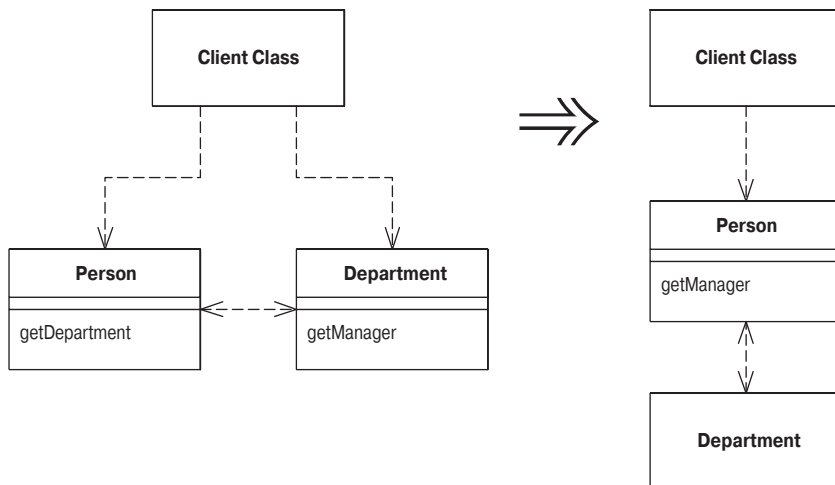 Client Class
Person
getDepartment
Department
getManager
Client Class
Person
getManager
Department